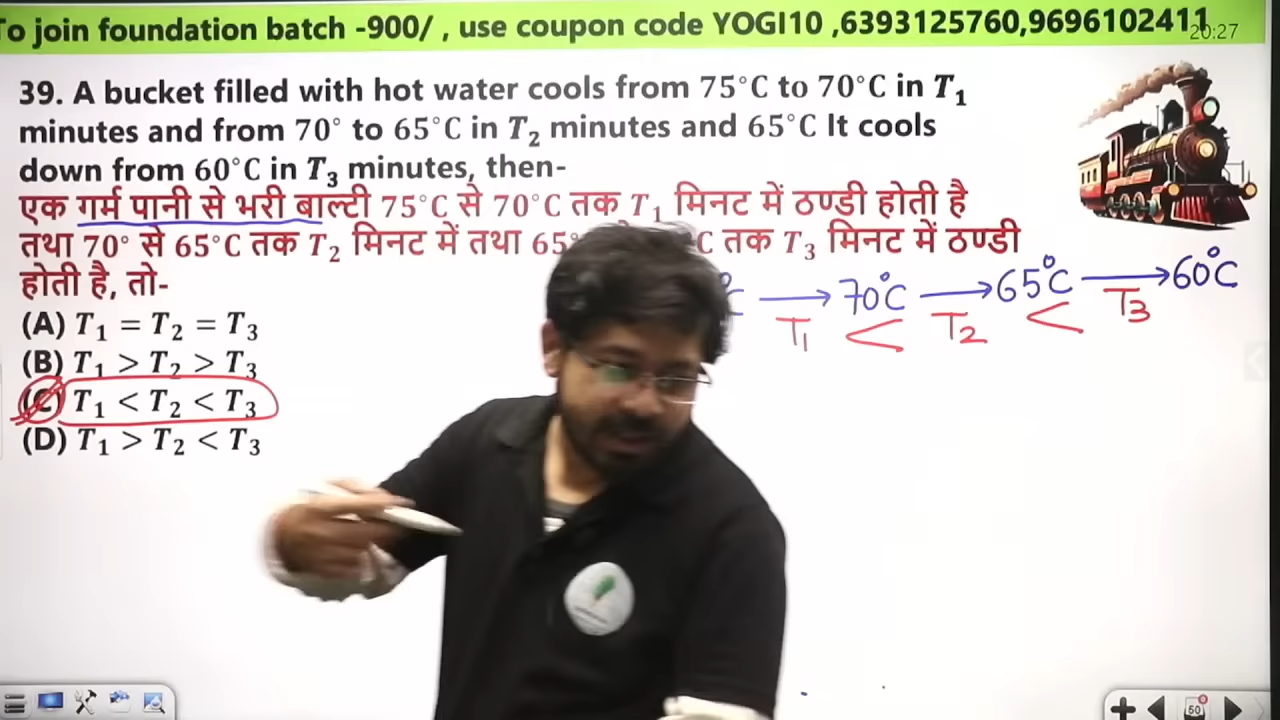 To join foundation batch -900/ , use coupon code YOGI10 ,6393125760,9696102411
20:27
39. A bucket filled with hot water cools from 75°C to 70°C in T₁
minutes and from 70° to 65°C in T₂ minutes and 65°C It cools
down from 60°C in T₃ minutes, then-
एक गर्म पानी से भरी बाल्टी 75°C से 70°C तक T₁ मिनट में ठण्डी होती है
तथा 70° से 65°C तक T₂ मिनट में तथा 65° C तक T₃ मिनट में ठण्डी
होती है, तो-
°C → 70°C → 65°C → 60°C
T₁ < T₂ < T₃
(A) T₁ = T₂ = T₃
(B) T₁ > T₂ > T₃
(C) T₁ < T₂ < T₃
(D) T₁ > T₂ < T₃
50